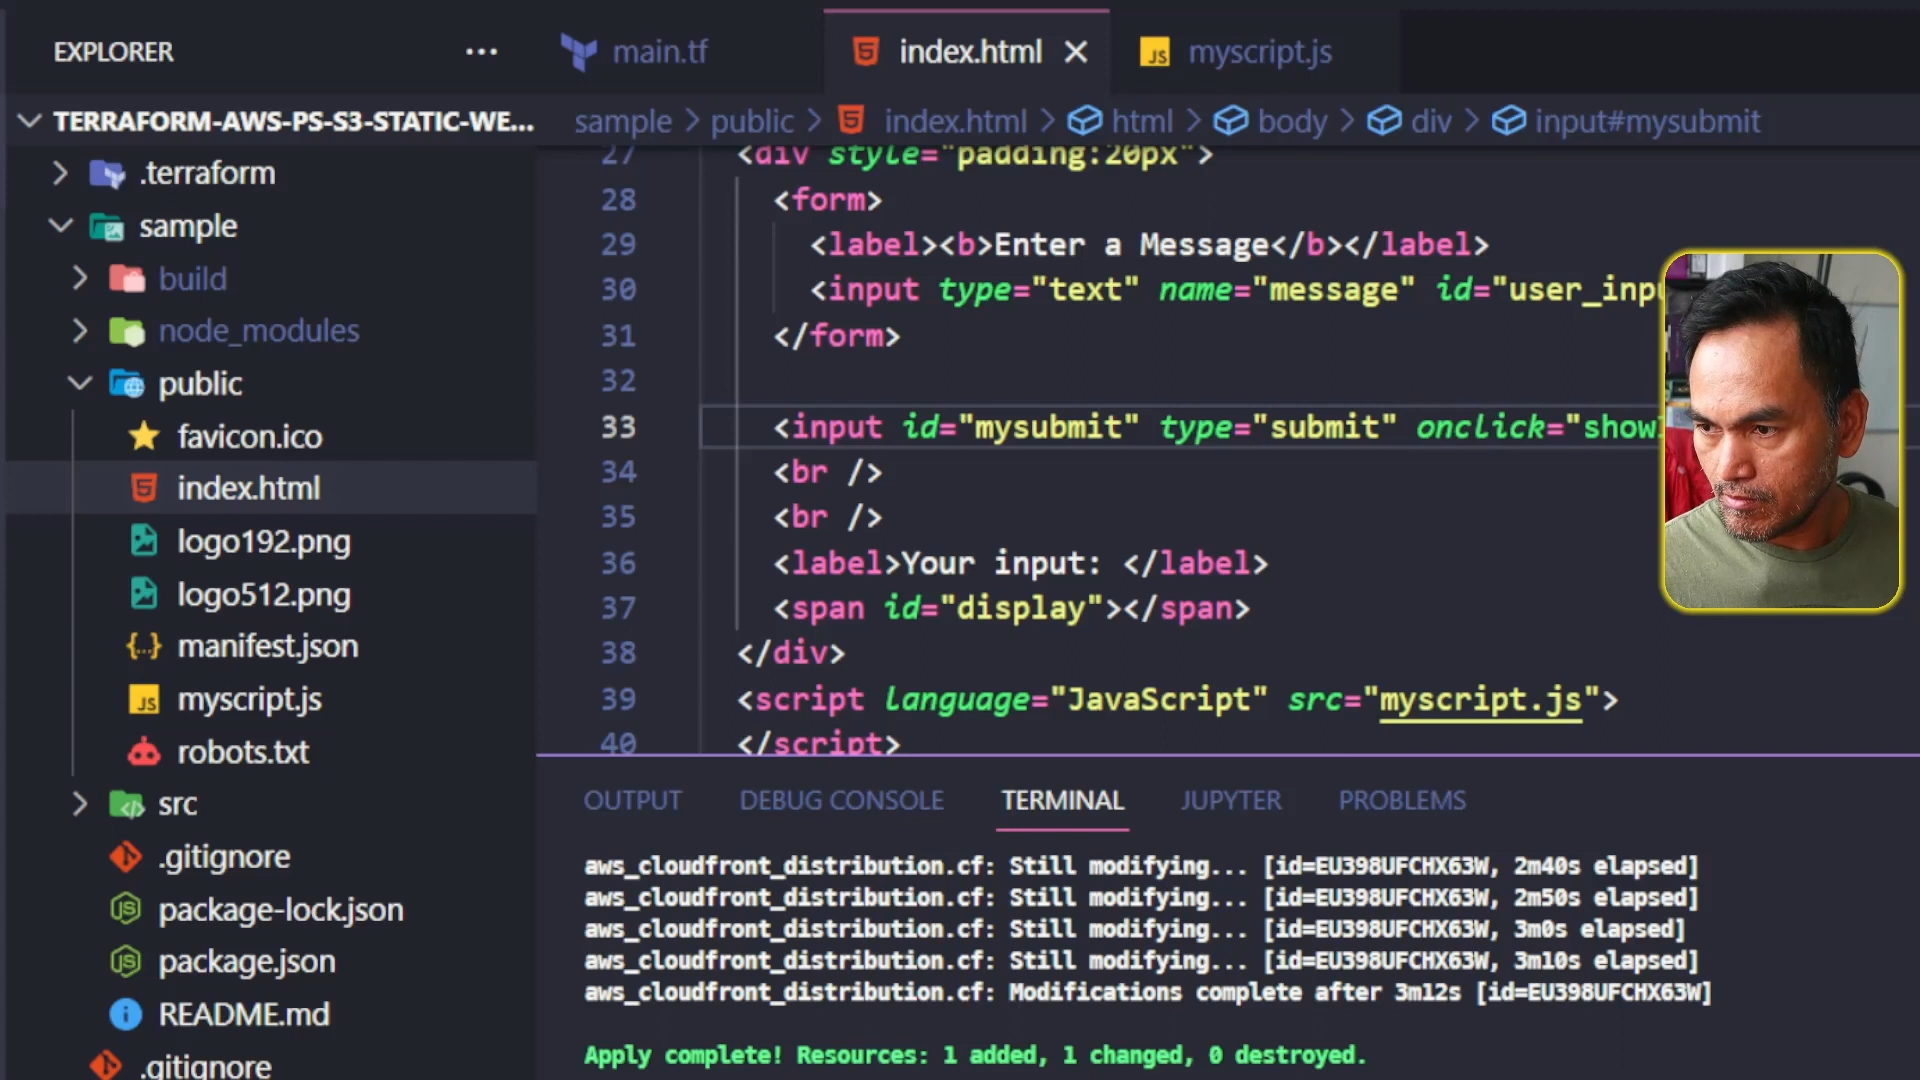 EXPLORER
...
main.tf
index.html
myscript.js
TERRAFORM-AWS-PS-S3-STATIC-WE...
sample > public > index.html > html > body > div > input#mysubmit
.terraform
sample
build
node_modules
public
favicon.ico
index.html
logo192.png
logo512.png
manifest.json
myscript.js
robots.txt
src
.gitignore
package-lock.json
package.json
README.md
.gitignore
27 <div style="padding:20px">
28 <form>
29 <label><b>Enter a Message</b></label>
30 <input type="text" name="message" id="user_inpu
31 </form>
32
33 <input id="mysubmit" type="submit" onclick="show
34 <br />
35 <br />
36 <label>Your input: </label>
37 <span id="display"></span>
38 </div>
39 <script language="JavaScript" src="myscript.js">
40 </script>
OUTPUT DEBUG CONSOLE TERMINAL JUPYTER PROBLEMS
aws_cloudfront_distribution.cf: Still modifying... [id=EU398UFCHX63W, 2m40s elapsed]
aws_cloudfront_distribution.cf: Still modifying... [id=EU398UFCHX63W, 2m50s elapsed]
aws_cloudfront_distribution.cf: Still modifying... [id=EU398UFCHX63W, 3m0s elapsed]
aws_cloudfront_distribution.cf: Still modifying... [id=EU398UFCHX63W, 3m10s elapsed]
aws_cloudfront_distribution.cf: Modifications complete after 3m12s [id=EU398UFCHX63W]
Apply complete! Resources: 1 added, 1 changed, 0 destroyed.